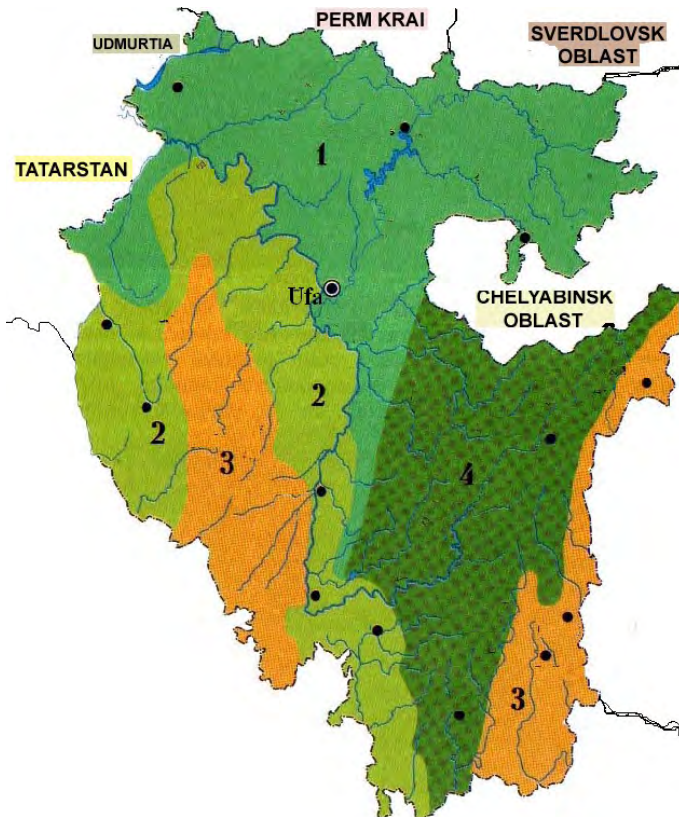 PERM KRAI
SVERDLOVSK
OBLAST
UDMURTIA
TATARSTAN
1
Ufa
CHELYABINSK
OBLAST
2
2
3
4
3